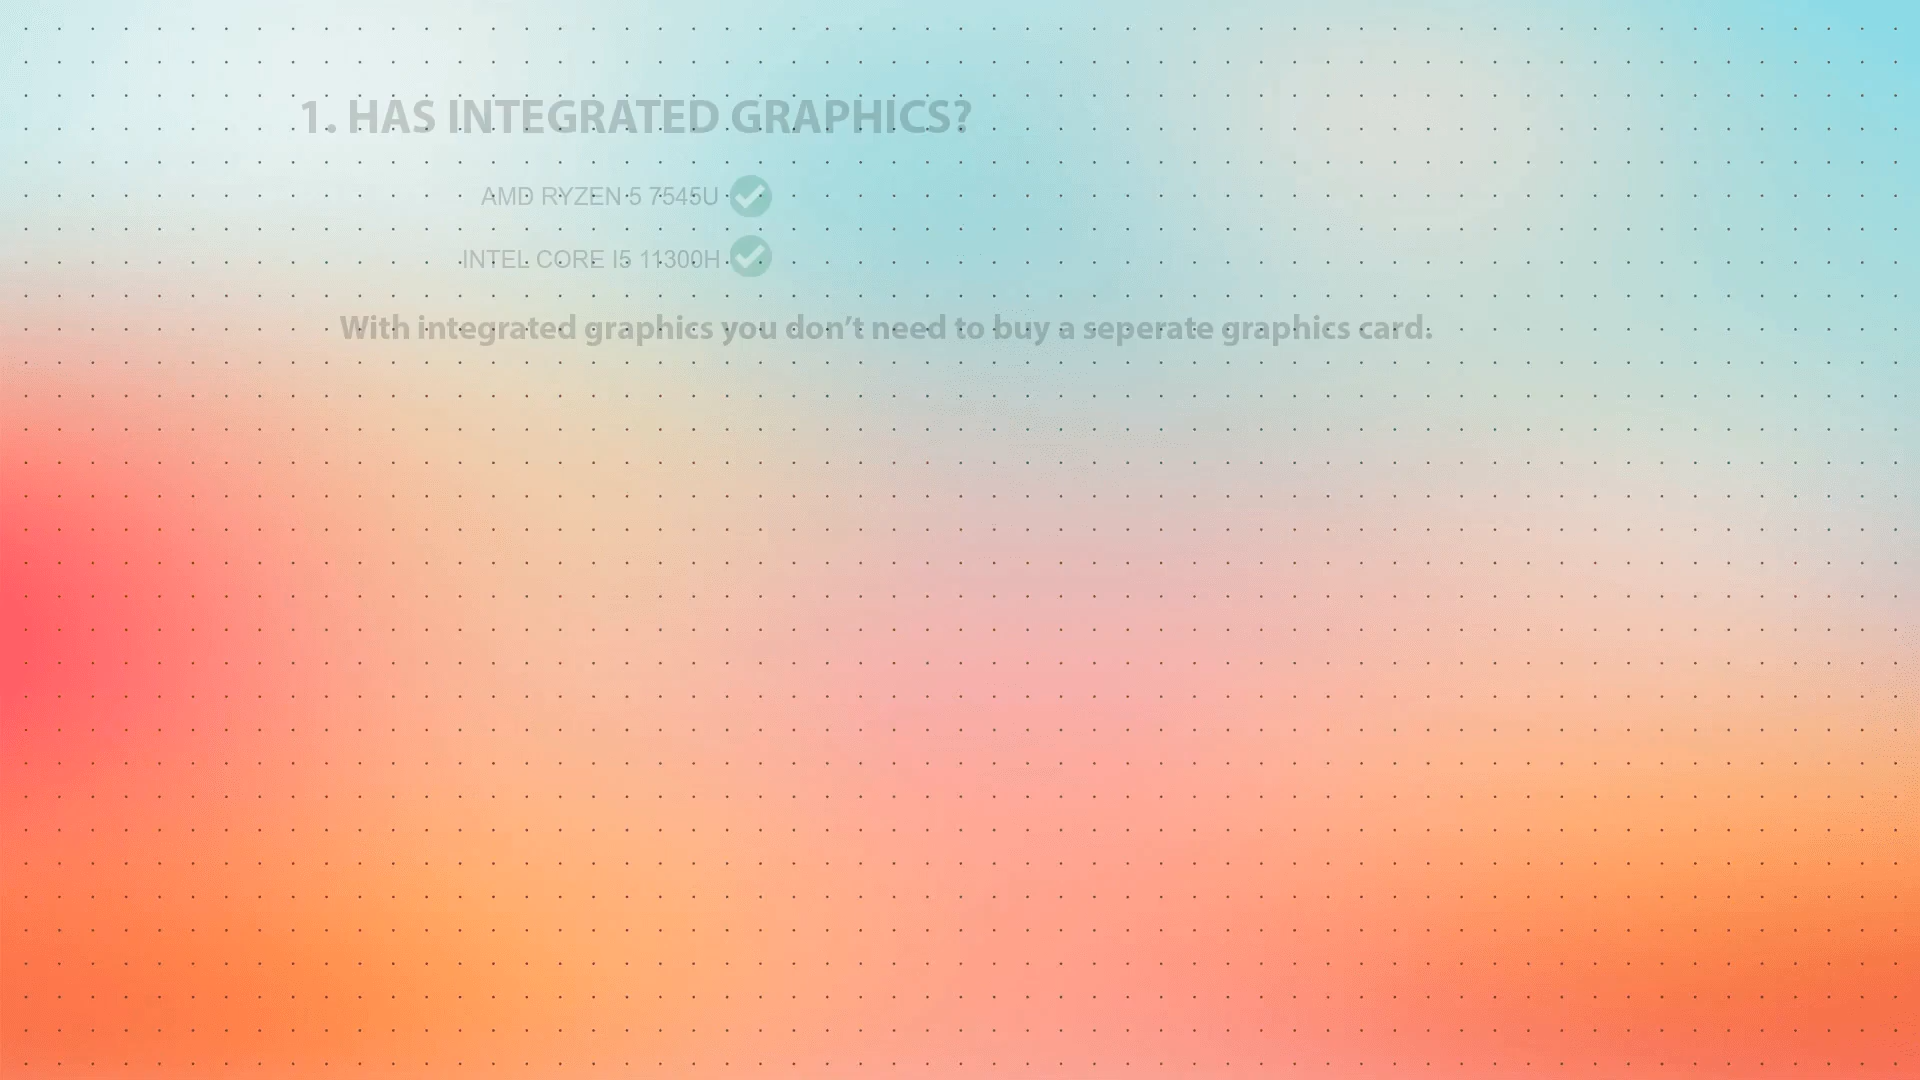 1. HAS INTEGRATED GRAPHICS?
AMD RYZEN 5 7545U
INTEL CORE I5 11300H
With integrated graphics you don’t need to buy a seperate graphics card.